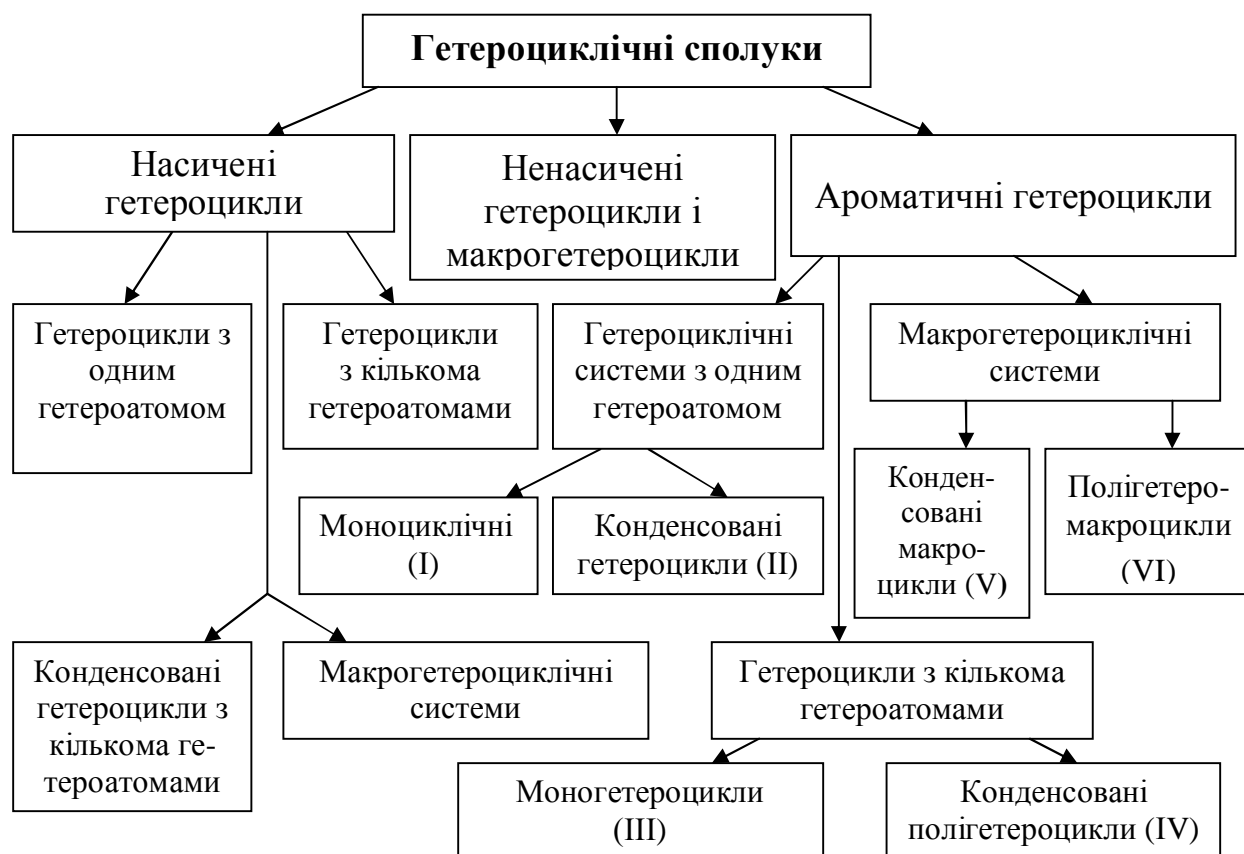 Гетероциклічні сполуки
Насичені
гетероцикли
Ненасичені
гетероцикли і
макрогетероцикли
Ароматичні гетероцикли
Гетероцикли з
одним
гетероатомом
Гетероцикли
з кількома
гетероатомами
Гетероциклічні
системи з одним
гетероатомом
Макрогетероциклічні
системи
Моноциклічні
(I)
Конденсовані
гетероцикли (II)
Конден-
совані
макро-
цикли (V)
Полігетеро-
макроцикли
(VI)
Конденсовані
гетероцикли з
кількома ге-
тероатомами
Макрогетероциклічні
системи
Гетероцикли з кількома
гетероатомами
Моногетероцикли
(III)
Конденсовані
полігетероцикли (IV)